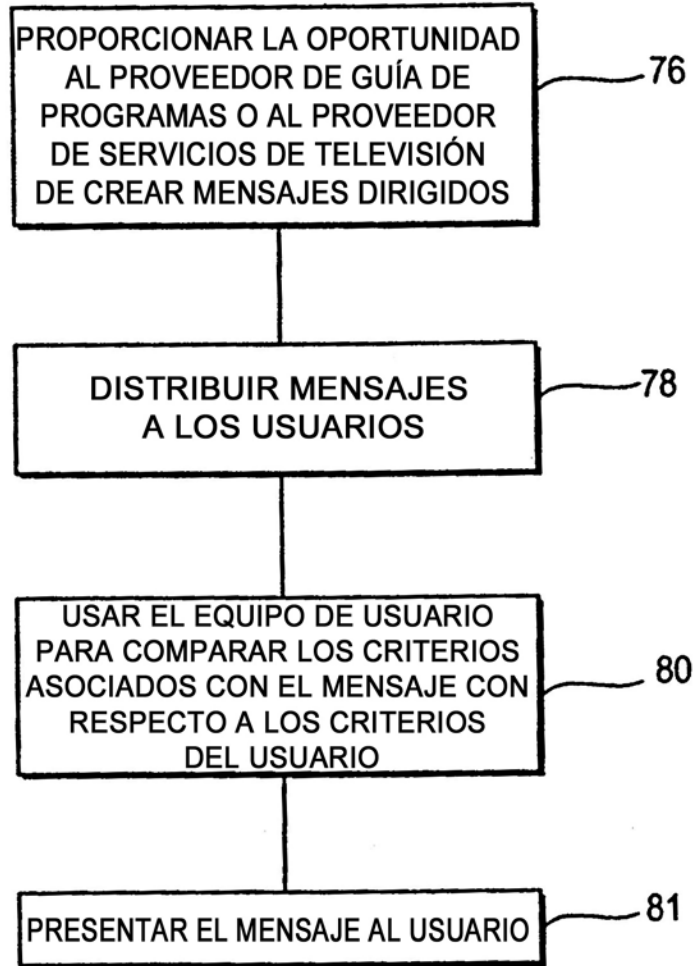 PROPORCIONAR LA OPORTUNIDAD
AL PROVEEDOR DE GUÍA DE
PROGRAMAS O AL PROVEEDOR
DE SERVICIOS DE TELEVISIÓN
DE CREAR MENSAJES DIRIGIDOS
76
DISTRIBUIR MENSAJES
A LOS USUARIOS
78
USAR EL EQUIPO DE USUARIO
PARA COMPARAR LOS CRITERIOS
ASOCIADOS CON EL MENSAJE CON
RESPECTO A LOS CRITERIOS
DEL USUARIO
80
PRESENTAR EL MENSAJE AL USUARIO
81